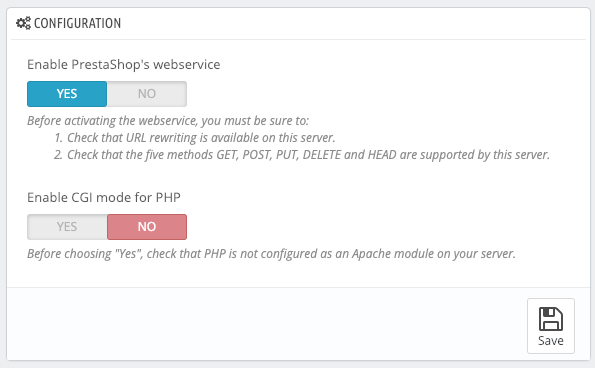 CONFIGURATION
Enable PrestaShop's webservice
YES NO
Before activating the webservice, you must be sure to:
1. Check that URL rewriting is available on this server.
2. Check that the five methods GET, POST, PUT, DELETE and HEAD are supported by this server.
Enable CGI mode for PHP
YES NO
Before choosing "Yes", check that PHP is not configured as an Apache module on your server.
Save